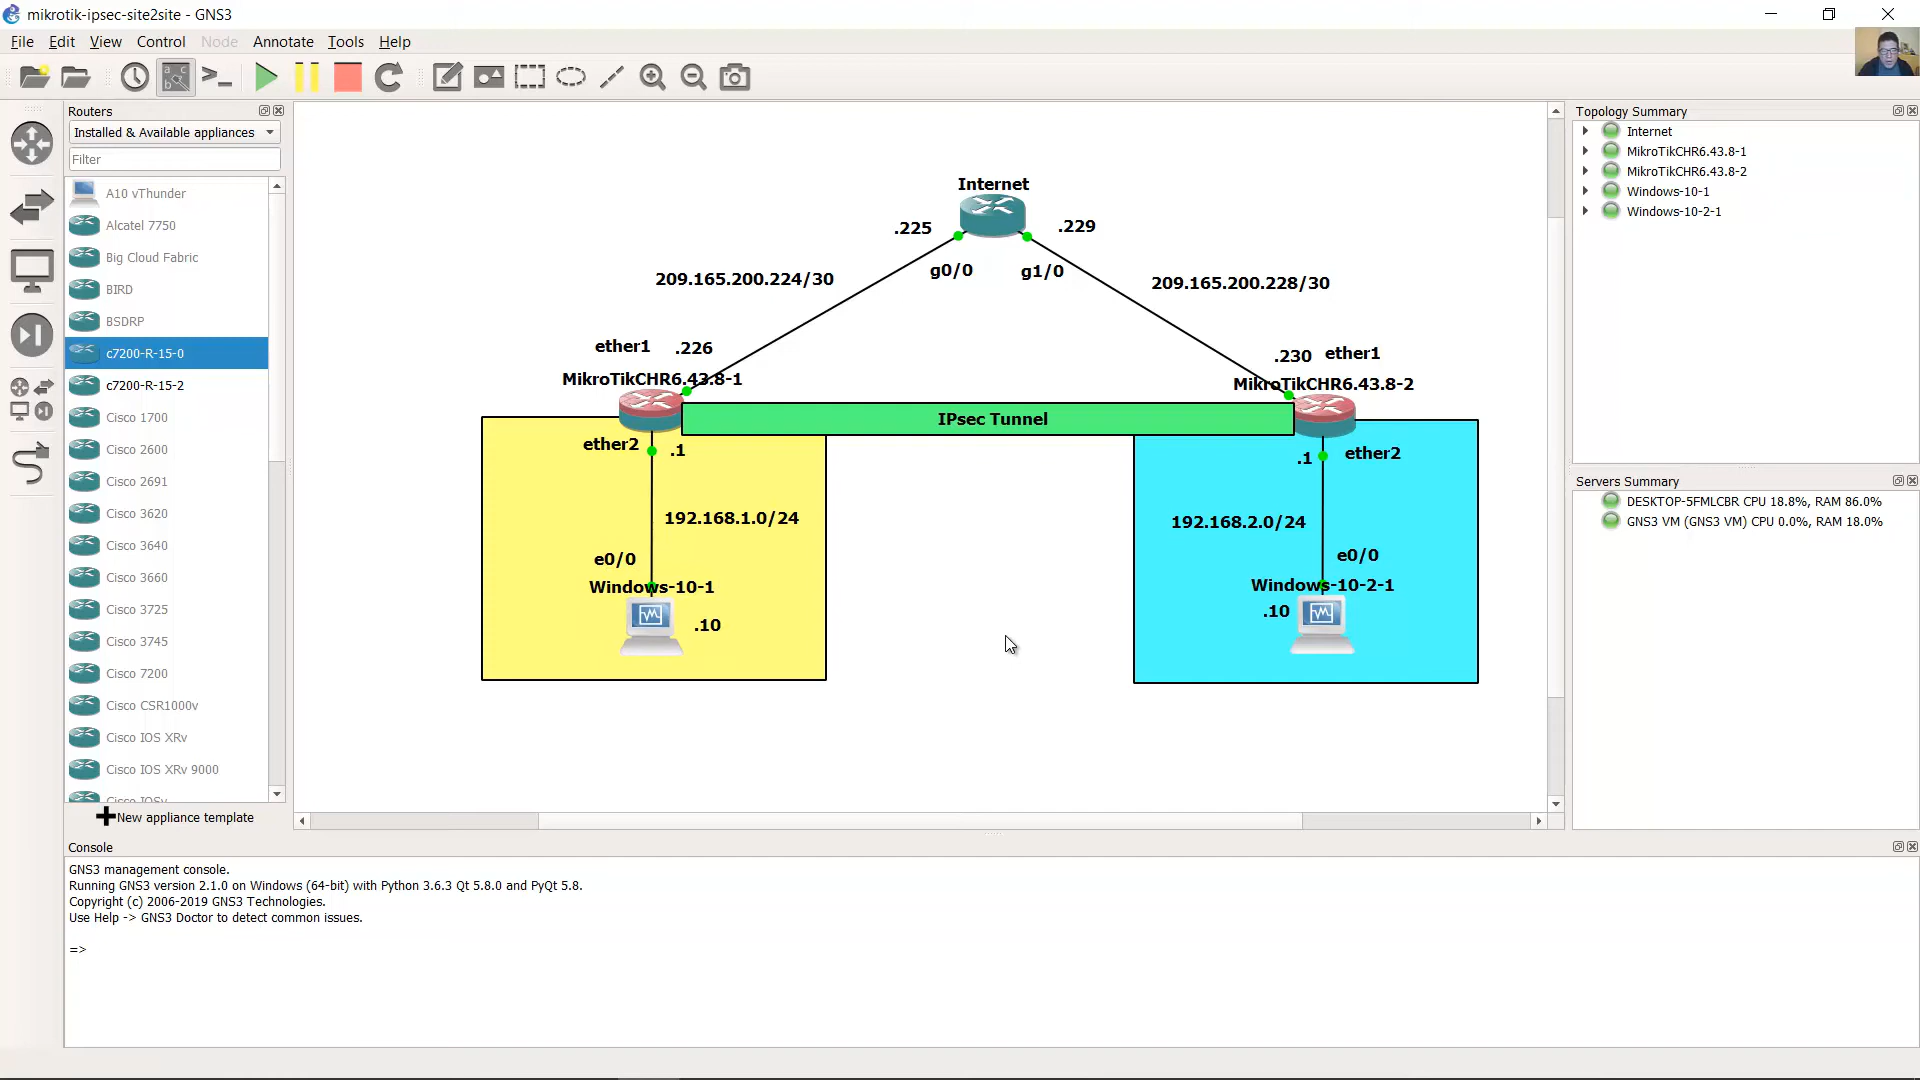 mikrotik-ipsec-site2site - GNS3
File Edit View Control Node Annotate Tools Help
Routers
Installed & Available appliances
Filter
A10 vThunder
Alcatel 7750
Big Cloud Fabric
BIRD
BSDRP
c7200-R-15-0
c7200-R-15-2
Cisco 1700
Cisco 2600
Cisco 2691
Cisco 3620
Cisco 3640
Cisco 3660
Cisco 3725
Cisco 3745
Cisco 7200
Cisco CSR1000v
Cisco IOS XRv
Cisco IOS XRv 9000
Cisco IOSv
New appliance template
Internet
.225
.229
g0/0
g1/0
209.165.200.224/30
209.165.200.228/30
ether1
.226
.230
ether1
MikroTikCHR6.43.8-1
MikroTikCHR6.43.8-2
IPsec Tunnel
ether2
.1
.1
ether2
192.168.1.0/24
192.168.2.0/24
e0/0
e0/0
Windows-10-1
Windows-10-2-1
.10
.10
Topology Summary
Internet
MikroTikCHR6.43.8-1
MikroTikCHR6.43.8-2
Windows-10-1
Windows-10-2-1
Servers Summary
DESKTOP-5FMLCBR CPU 18.8%, RAM 86.0%
GNS3 VM (GNS3 VM) CPU 0.0%, RAM 18.0%
Console
GNS3 management console.
Running GNS3 version 2.1.0 on Windows (64-bit) with Python 3.6.3 Qt 5.8.0 and PyQt 5.8.
Copyright (c) 2006-2019 GNS3 Technologies.
Use Help -> GNS3 Doctor to detect common issues.
=>